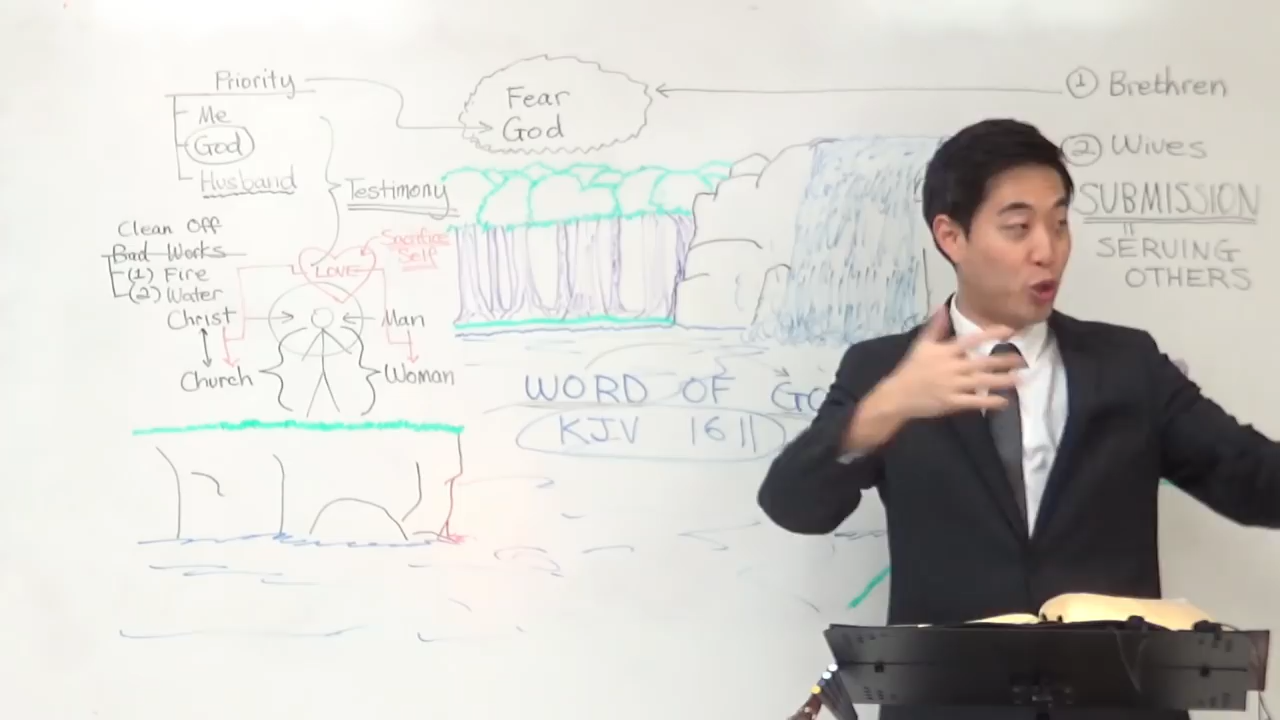 Priority
Me
God
Husband
Testimony
Fear
God
① Brethren
② Wives
SUBMISSION
SERVING
OTHERS
Clean Off
Bad Works
(1) Fire
(2) Water
Sacrifice
Self
LOVE
Christ
Man
Church
Woman
WORD OF GO
KJV 1611